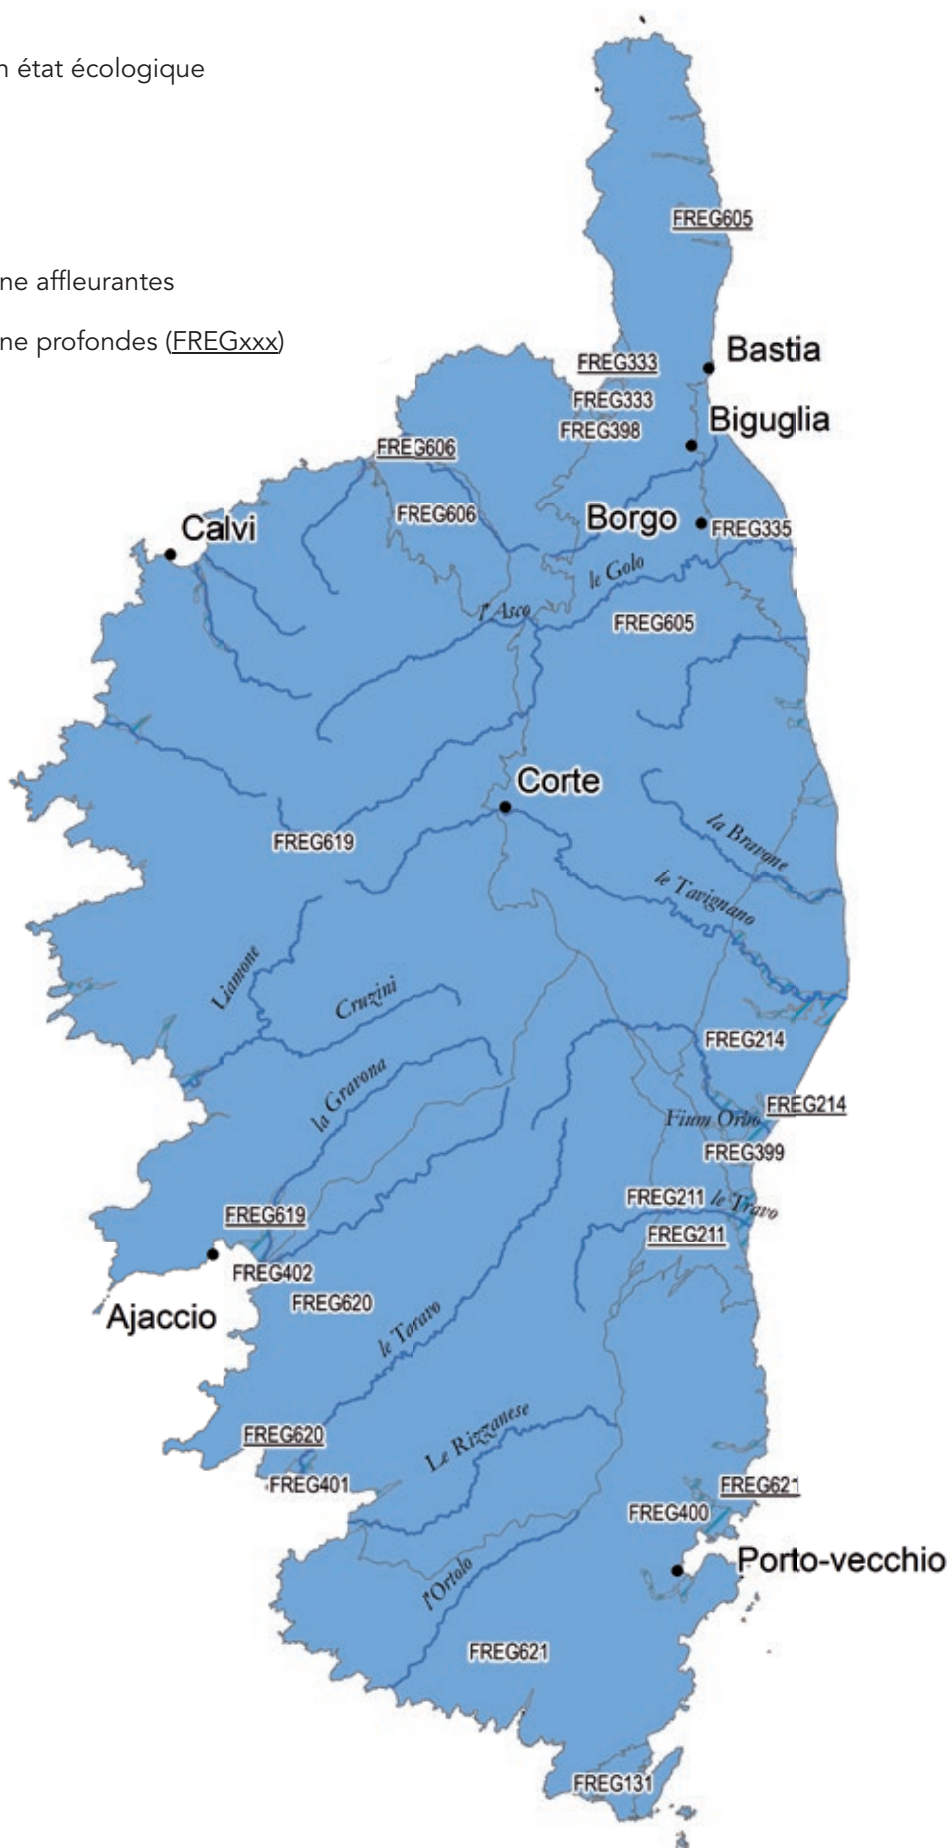 n état écologique
FREG605
ne affleurantes
ne profondes (FREGxxx)
Bastia
FREG333
FREG333
Biguglia
FREG398
FREG606
FREG606
Calvi
Borgo
FREG335
le Golo
l'Asco
FREG605
Corte
FREG619
la Bravone
le Tavignano
Liamone
Cruzini
FREG214
la Gravona
FREG214
Fium Orbo
FREG399
FREG211
le Travo
FREG619
FREG211
FREG402
FREG620
Ajaccio
le Toravo
FREG620
Le Rizzanese
FREG401
FREG621
FREG400
Porto-vecchio
l'Ortolo
FREG621
FREG131